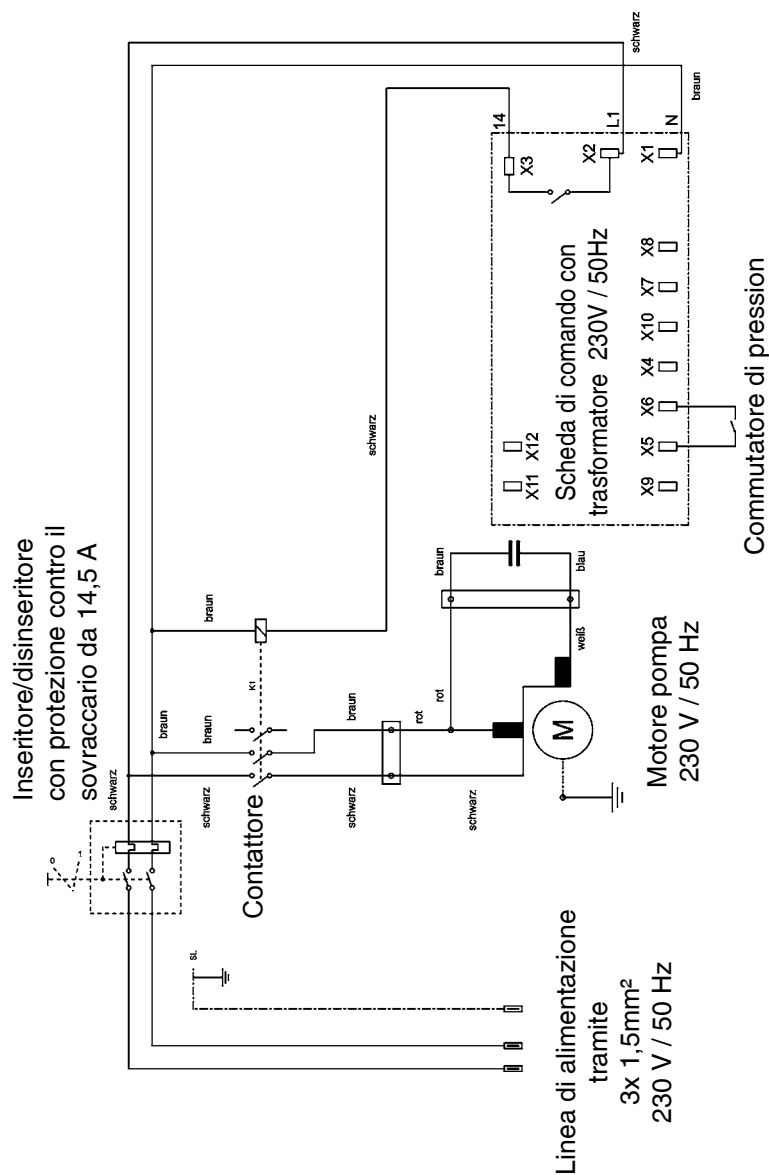 Inseritore/disinseritore
con protezione contro il
sovraccario da 14,5 A
0
1
schwarz
braun
SL
schwarz
braun
braun
K1
Contattore
schwarz
braun
schwarz
rot
rot
braun
schwarz
M
weiß
blau
Linea di alimentazione
tramite
3x 1,5mm²
230 V / 50 Hz
Motore pompa
230 V / 50 Hz
14
X11
X12
X3
Scheda di comando con
trasformatore 230V / 50Hz
X2
L1
schwarz
X9
X5
X6
X4
X10
X7
X8
X1
N
braun
Commutatore di pression